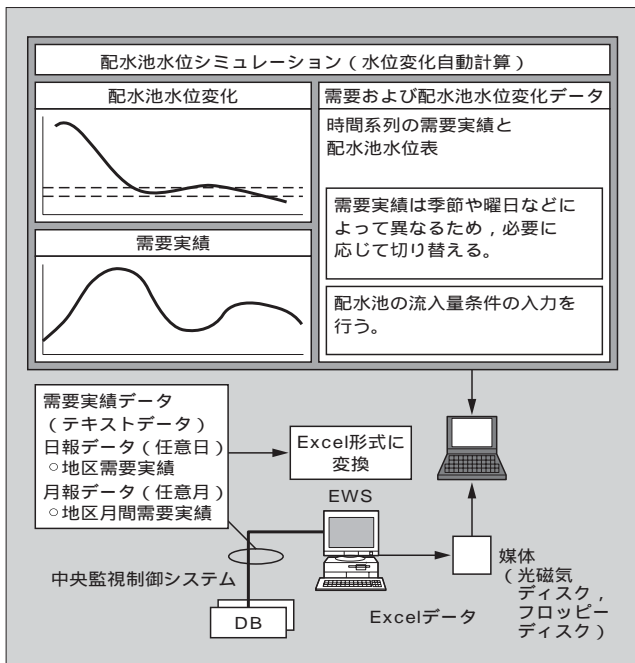 配水池水位シミュレーション（水位変化自動計算）
配水池水位変化
需要実績
需要および配水池水位変化データ
時間系列の需要実績と
配水池水位表
需要実績は季節や曜日などに
よって異なるため，必要に
応じて切り替える。
配水池の流入量条件の入力を
行う。
需要実績データ
（テキストデータ）
日報データ（任意日）
○地区需要実績
月報データ（任意月）
○地区月間需要実績
Excel形式に
変換
EWS
中央監視制御システム
DB
Excelデータ
媒体
（光磁気
ディスク，
フロッピー
ディスク）